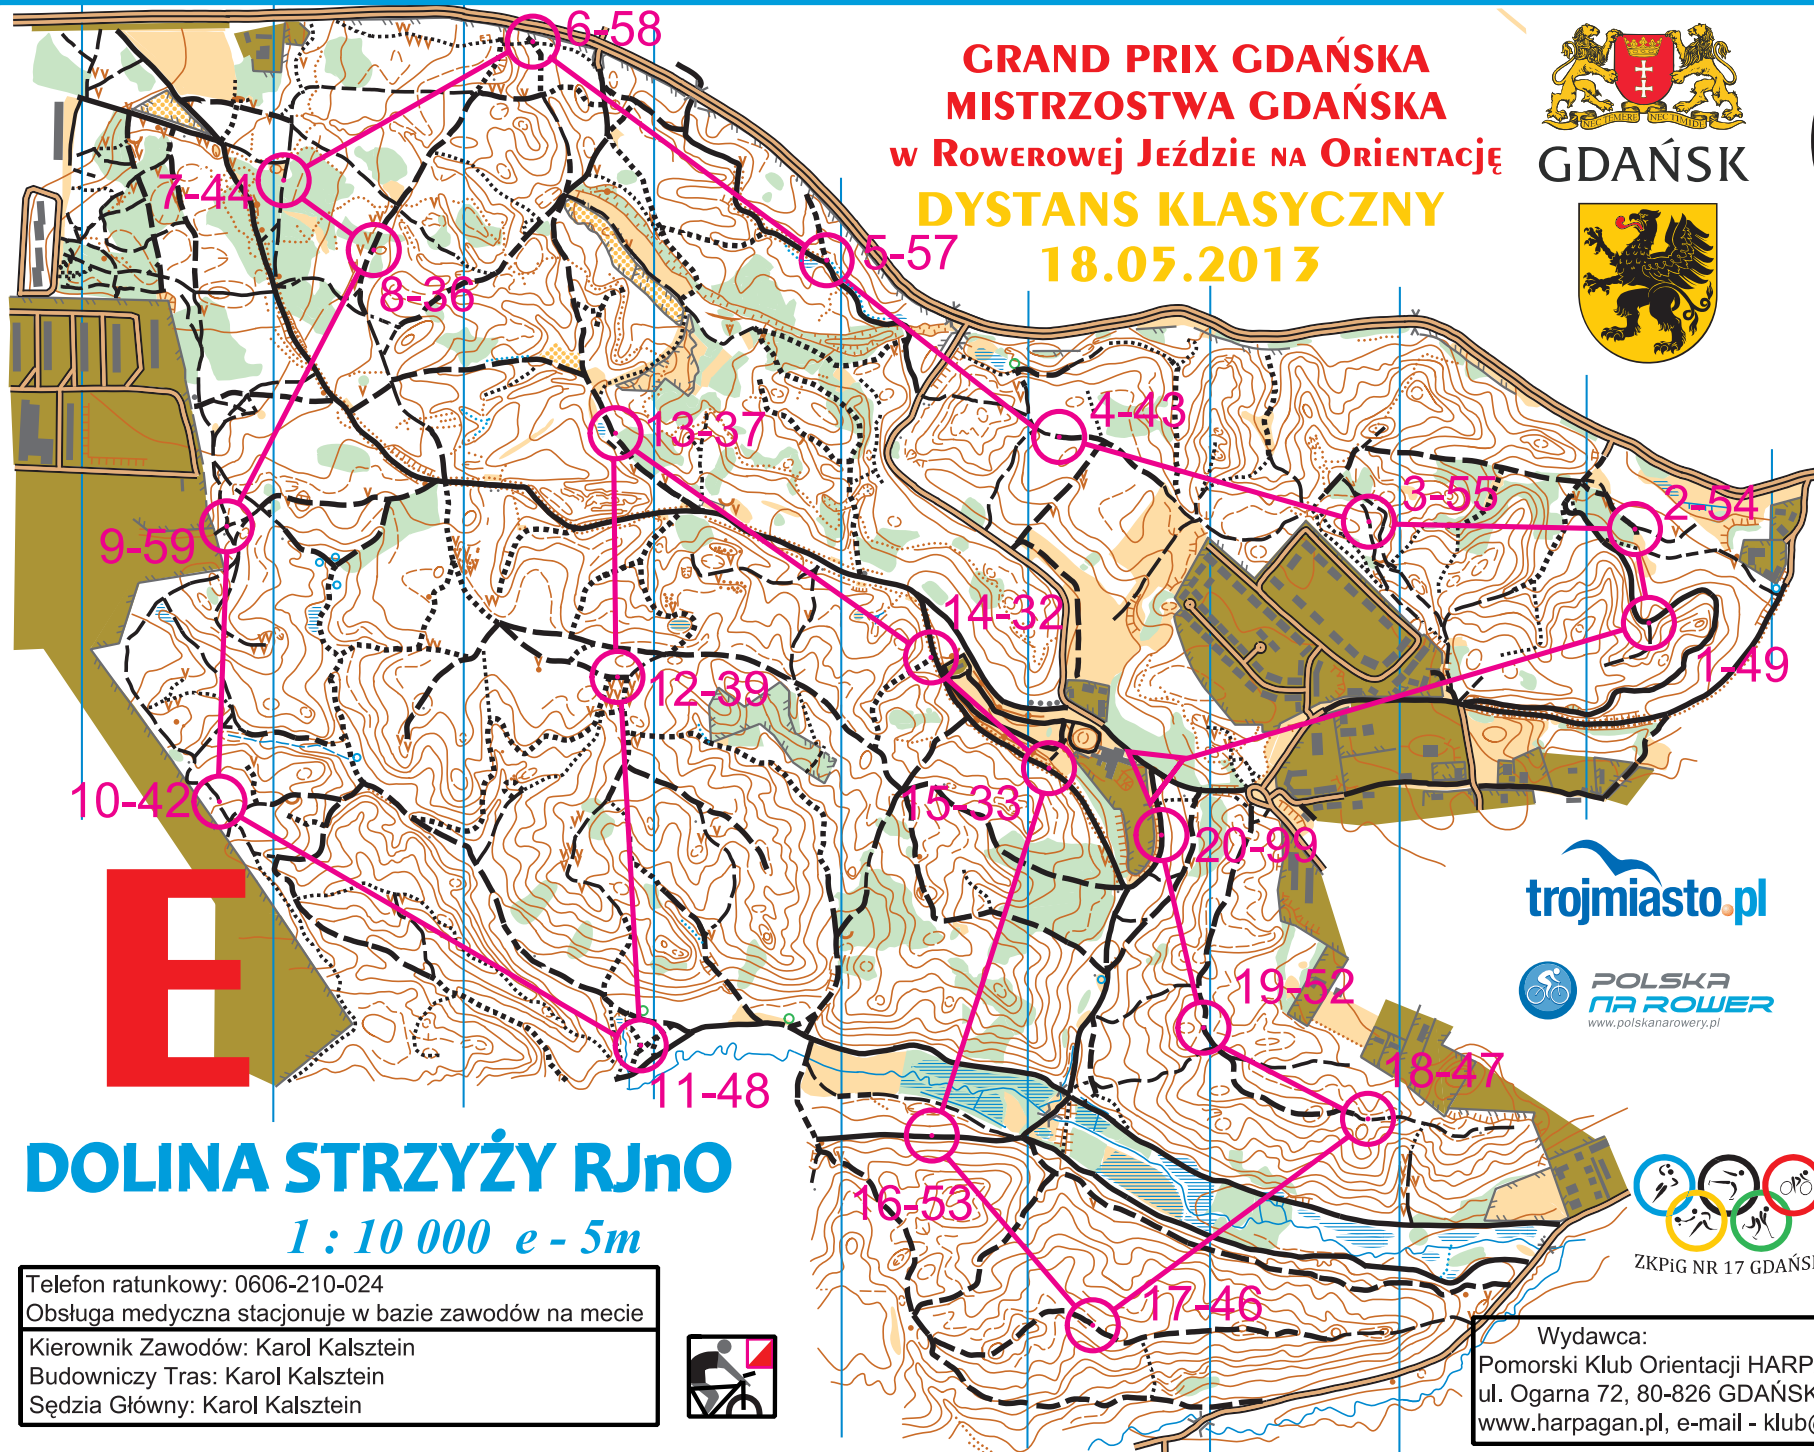 GRAND PRIX GDAŃSKA
MISTRZOSTWA GDAŃSKA
w Rowerowej Jeździe na Orientację
DYSTANS KLASYCZNY
18.05.2013
NEC TEMERE NEC TIMIDE
GDAŃSK
6-58
7-44
8-36
5-57
13-37
4-43
3-55
2-54
9-59
14-32
1-49
12-39
10-42
15-33
20-99
19-52
18-47
11-48
16-53
17-46
E
trojmiasto.pl
POLSKA
NA ROWER
www.polskanarowery.pl
DOLINA STRZYŻY RJnO
1 : 10 000 e - 5m
Telefon ratunkowy: 0606-210-024
Obsługa medyczna stacjonuje w bazie zawodów na mecie
Kierownik Zawodów: Karol Kalsztein
Budowniczy Tras: Karol Kalsztein
Sędzia Główny: Karol Kalsztein
ZKPiG NR 17 GDAŃS
Wydawca:
Pomorski Klub Orientacji HARP
ul. Ogarna 72, 80-826 GDAŃSK
www.harpagan.pl, e-mail - klub@